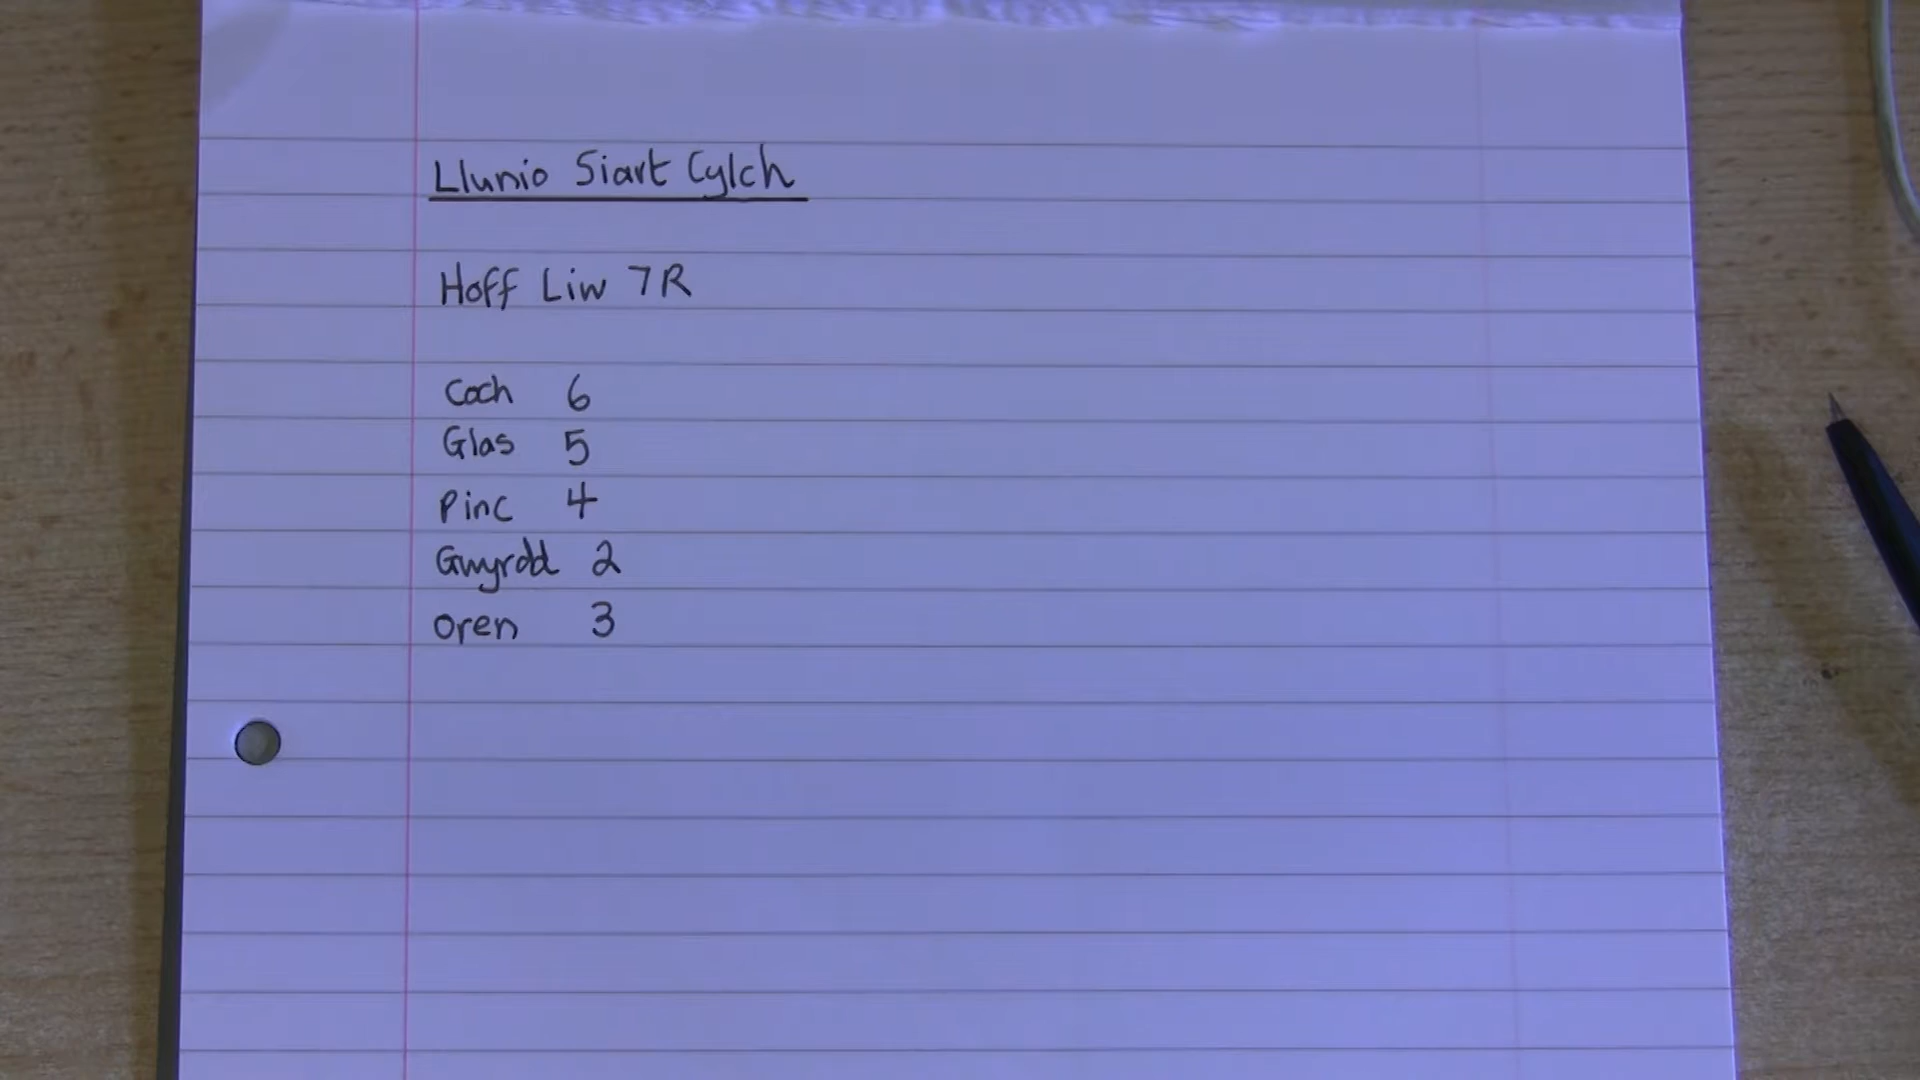 Llunio Siart Cylch
Hoff Liw 7R
Coch 6
Glas 5
Pinc 4
Gwyrdd 2
Oren 3